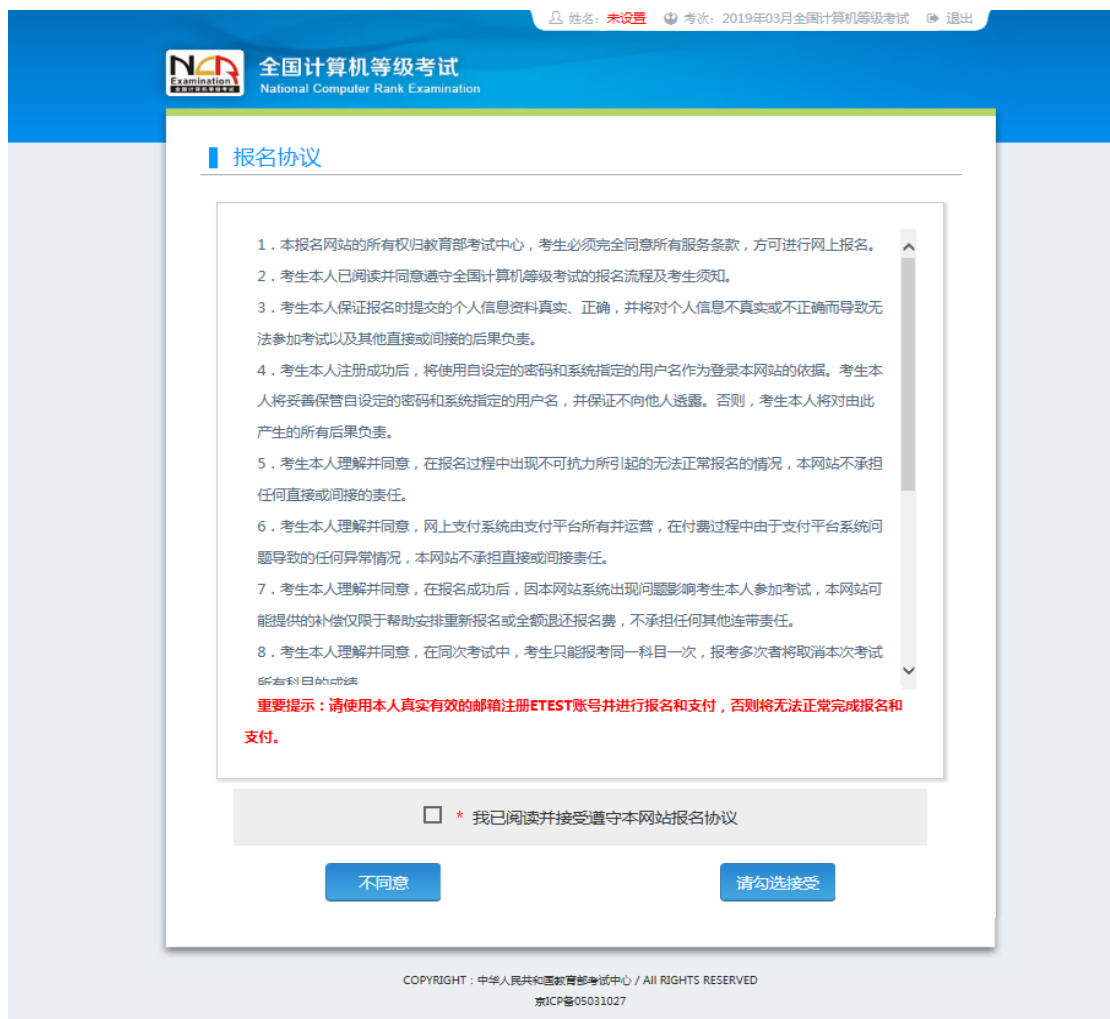 姓名：未设置 考次：2019年03月全国计算机等级考试 退出
NCR
Examination
全国计算机等级考试
全国计算机等级考试
National Computer Rank Examination
报名协议
1．本报名网站的所有权归教育部考试中心，考生必须完全同意所有服务条款，方可进行网上报名。
2．考生本人已阅读并同意遵守全国计算机等级考试的报名流程及考生须知。
3．考生本人保证报名时提交的个人信息资料真实、正确，并将对个人信息不真实或不正确而导致无
法参加考试以及其他直接或间接的后果负责。
4．考生本人注册成功后，将使用自设定的密码和系统指定的用户名作为登录本网站的依据。考生本
人将妥善保管自设定的密码和系统指定的用户名，并保证不向他人透露。否则，考生本人将对由此
产生的所有后果负责。
5．考生本人理解并同意，在报名过程中出现不可抗力所引起的无法正常报名的情况，本网站不承担
任何直接或间接的责任。
6．考生本人理解并同意，网上支付系统由支付平台所有并运营，在付费过程中由于支付平台系统问
题导致的任何异常情况，本网站不承担直接或间接责任。
7．考生本人理解并同意，在报名成功后，因本网站系统出现问题影响考生本人参加考试，本网站可
能提供的补偿仅限于帮助安排重新报名或全额退还报名费，不承担任何其他连带责任。
8．考生本人理解并同意，在同次考试中，考生只能报考同一科目一次，报考多次者将取消本次考试
所有科目的成绩
重要提示：请使用本人真实有效的邮箱注册ETEST账号并进行报名和支付，否则将无法正常完成报名和
支付。
* 我已阅读并接受遵守本网站报名协议
不同意
请勾选接受
COPYRIGHT：中华人民共和国教育部考试中心 / All RIGHTS RESERVED
京ICP备05031027